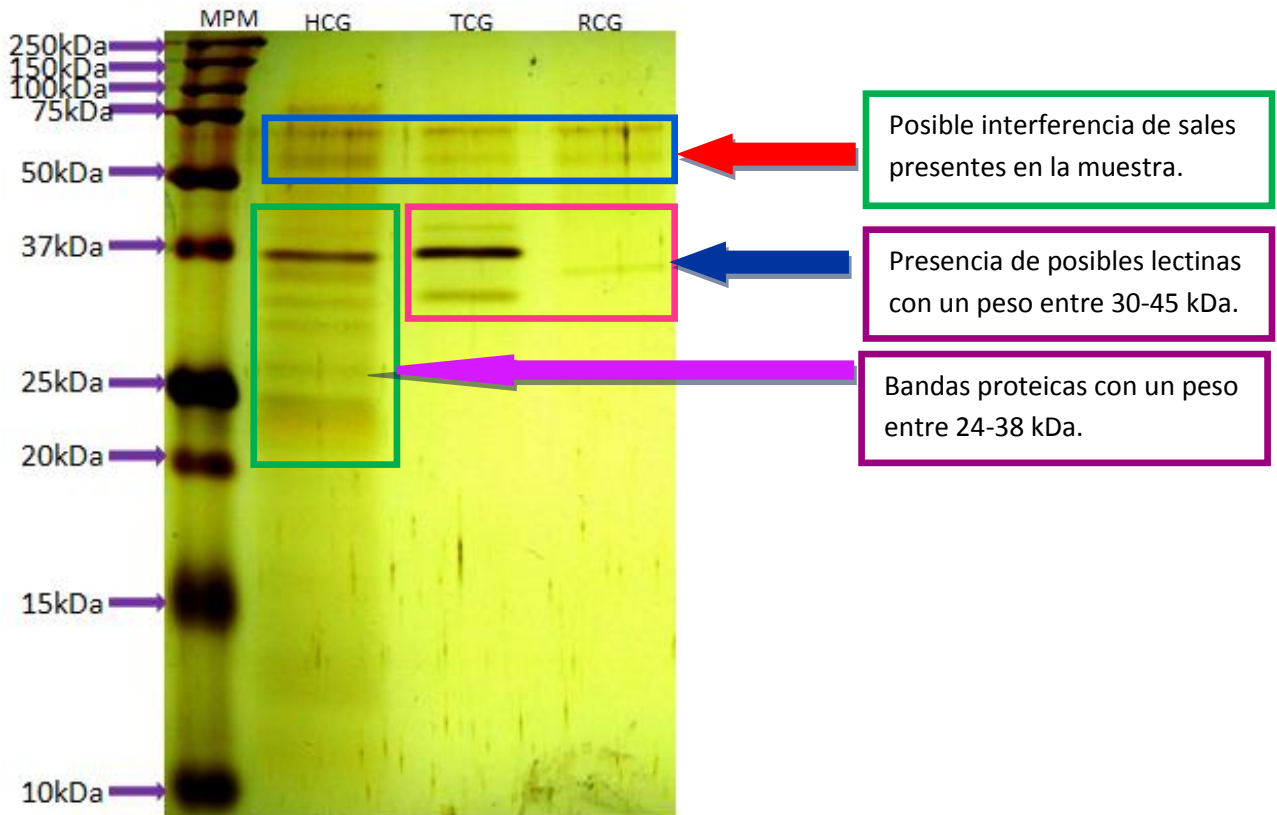 MPM HCG TCG RCG
250kDa
150kDa
100kDa
75kDa
50kDa
37kDa
25kDa
20kDa
15kDa
10kDa
Posible interferencia de sales
presentes en la muestra.
Presencia de posibles lectinas
con un peso entre 30-45 kDa.
Bandas proteicas con un peso
entre 24-38 kDa.